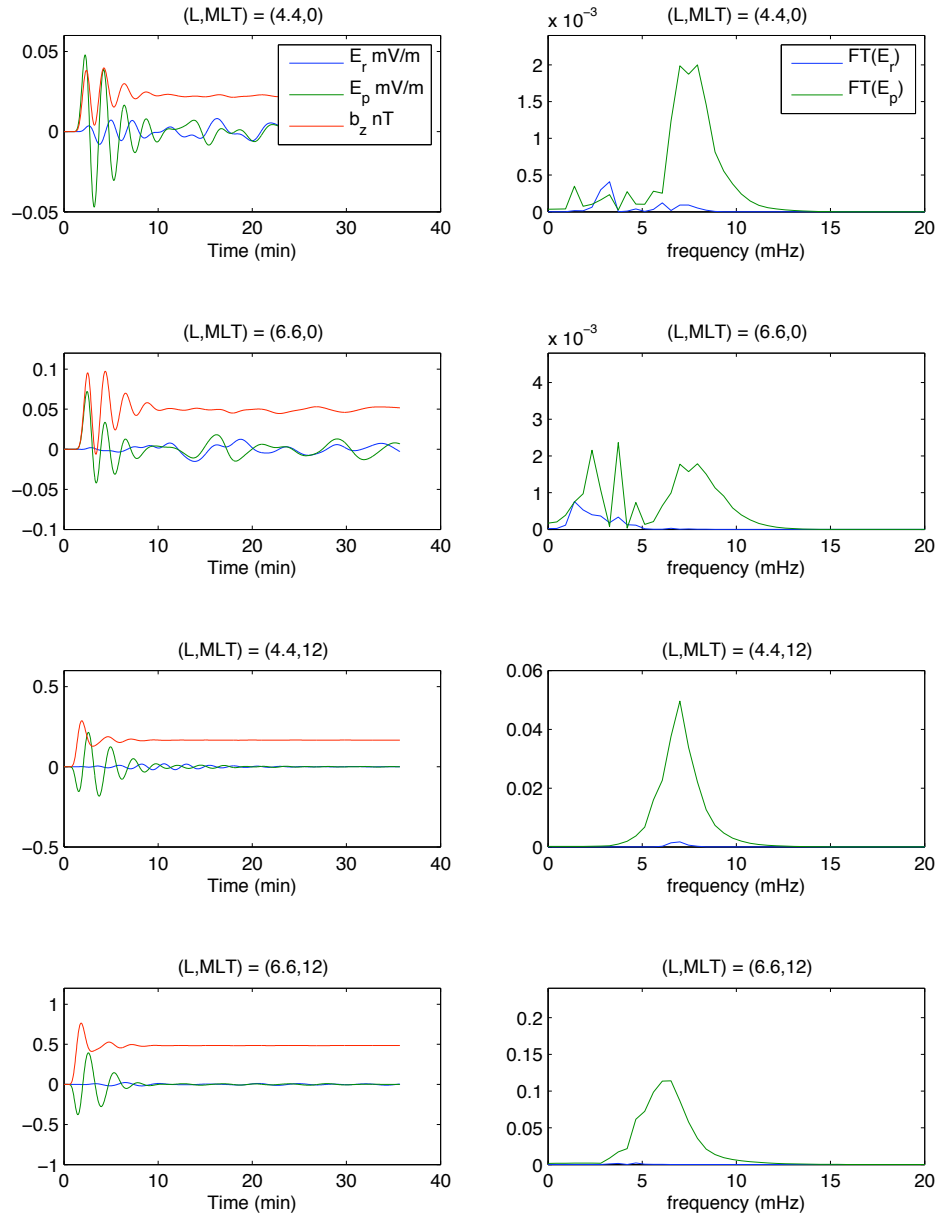 (L,MLT) = (4.4,0)
0.05
0
−0.05
0 10 20 30 40
Time (min)
E_r mV/m
E_p mV/m
b_z nT
(L,MLT) = (4.4,0)
x 10^−3
2
1.5
1
0.5
0
0 5 10 15 20
frequency (mHz)
FT(E_r)
FT(E_p)
(L,MLT) = (6.6,0)
0.1
0.05
0
−0.05
−0.1
0 10 20 30 40
Time (min)
(L,MLT) = (6.6,0)
x 10^−3
4
3
2
1
0
0 5 10 15 20
frequency (mHz)
(L,MLT) = (4.4,12)
0.5
0
−0.5
0 10 20 30 40
Time (min)
(L,MLT) = (4.4,12)
0.06
0.04
0.02
0
0 5 10 15 20
frequency (mHz)
(L,MLT) = (6.6,12)
1
0.5
0
−0.5
−1
0 10 20 30 40
Time (min)
(L,MLT) = (6.6,12)
0.2
0.15
0.1
0.05
0
0 5 10 15 20
frequency (mHz)